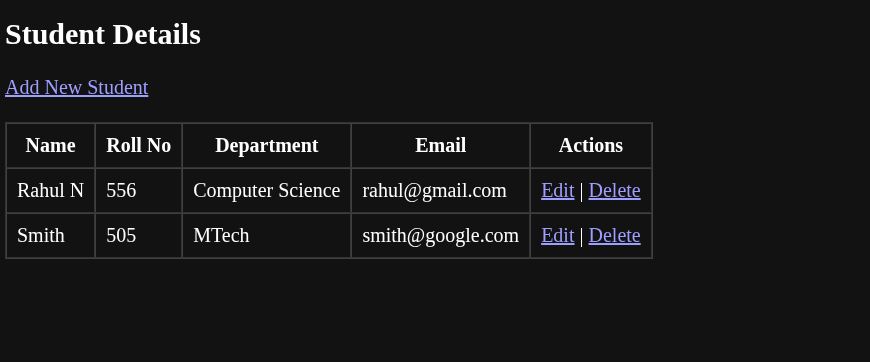 Student Details
Add New Student
Name Roll No Department Email Actions
Rahul N 556 Computer Science rahul@gmail.com Edit | Delete
Smith 505 MTech smith@google.com Edit | Delete